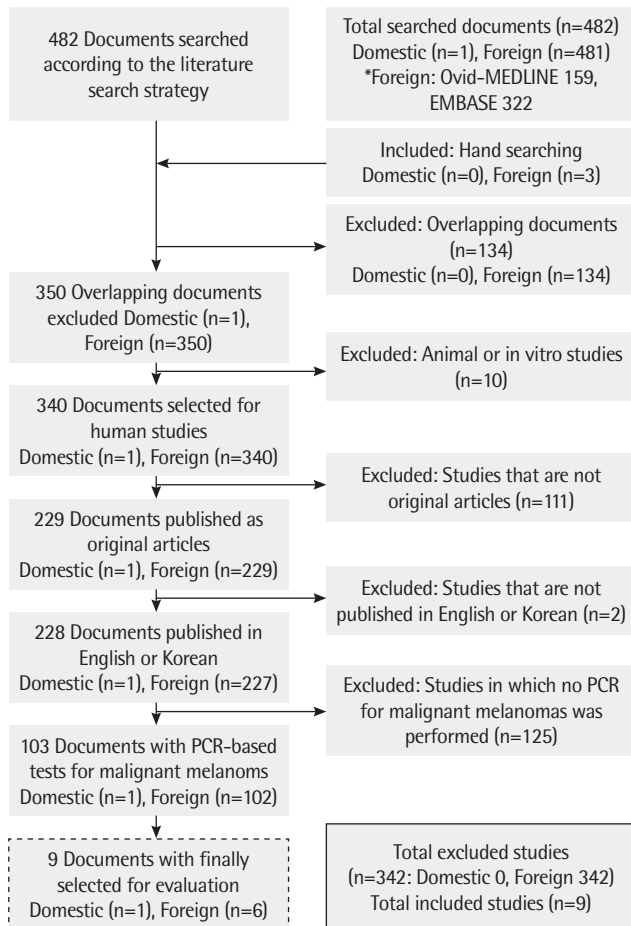 482 Documents searched
according to the literature
search strategy
Total searched documents (n=482)
Domestic (n=1), Foreign (n=481)
*Foreign: Ovid-MEDLINE 159,
EMBASE 322
Included: Hand searching
Domestic (n=0), Foreign (n=3)
Excluded: Overlapping documents
(n=134)
Domestic (n=0), Foreign (n=134)
350 Overlapping documents
excluded Domestic (n=1),
Foreign (n=350)
Excluded: Animal or in vitro studies
(n=10)
340 Documents selected for
human studies
Domestic (n=1), Foreign (n=340)
Excluded: Studies that are not
original articles (n=111)
229 Documents published as
original articles
Domestic (n=1), Foreign (n=229)
Excluded: Studies that are not
published in English or Korean (n=2)
228 Documents published in
English or Korean
Domestic (n=1), Foreign (n=227)
Excluded: Studies in which no PCR
for malignant melanomas was
performed (n=125)
103 Documents with PCR-based
tests for malignant melanoms
Domestic (n=1), Foreign (n=102)
9 Documents with finally
selected for evaluation
Domestic (n=1), Foreign (n=6)
Total excluded studies
(n=342: Domestic 0, Foreign 342)
Total included studies (n=9)